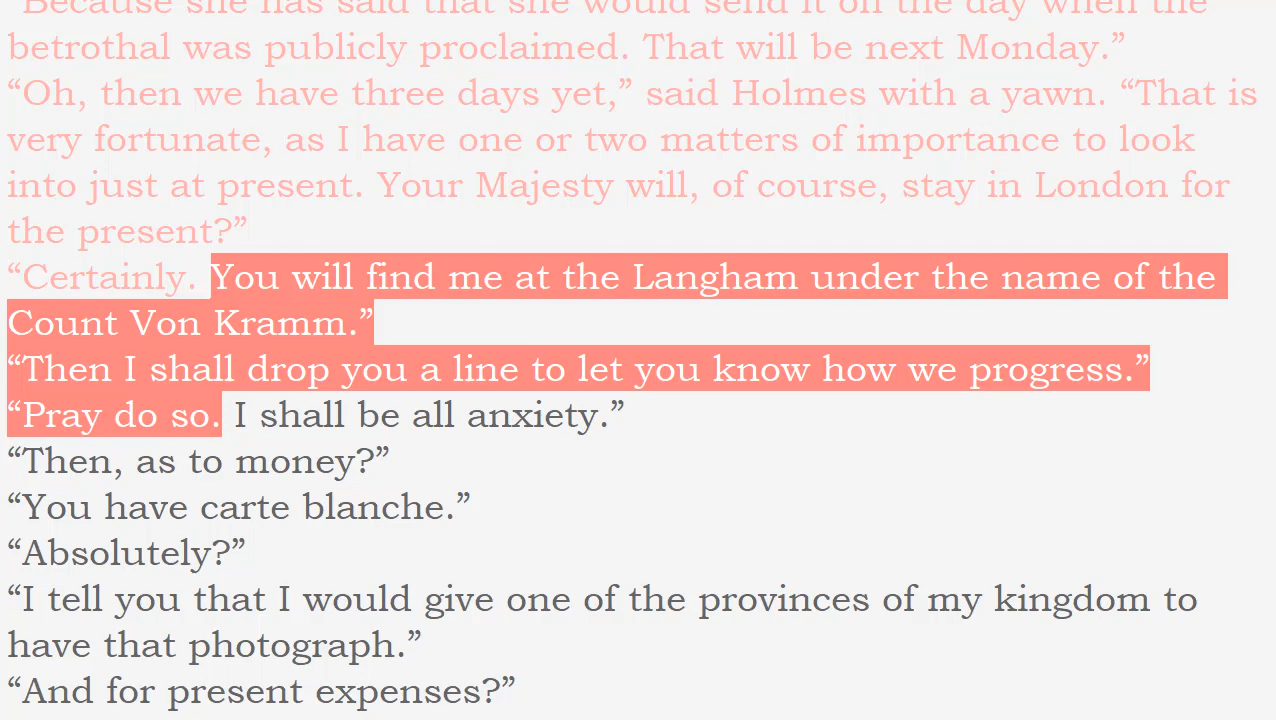 “Because she has said that she would send it on the day when the
betrothal was publicly proclaimed. That will be next Monday.”
“Oh, then we have three days yet,” said Holmes with a yawn. “That is
very fortunate, as I have one or two matters of importance to look
into just at present. Your Majesty will, of course, stay in London for
the present?”
“Certainly. You will find me at the Langham under the name of the
Count Von Kramm.”
“Then I shall drop you a line to let you know how we progress.”
“Pray do so. I shall be all anxiety.”
“Then, as to money?”
“You have carte blanche.”
“Absolutely?”
“I tell you that I would give one of the provinces of my kingdom to
have that photograph.”
“And for present expenses?”